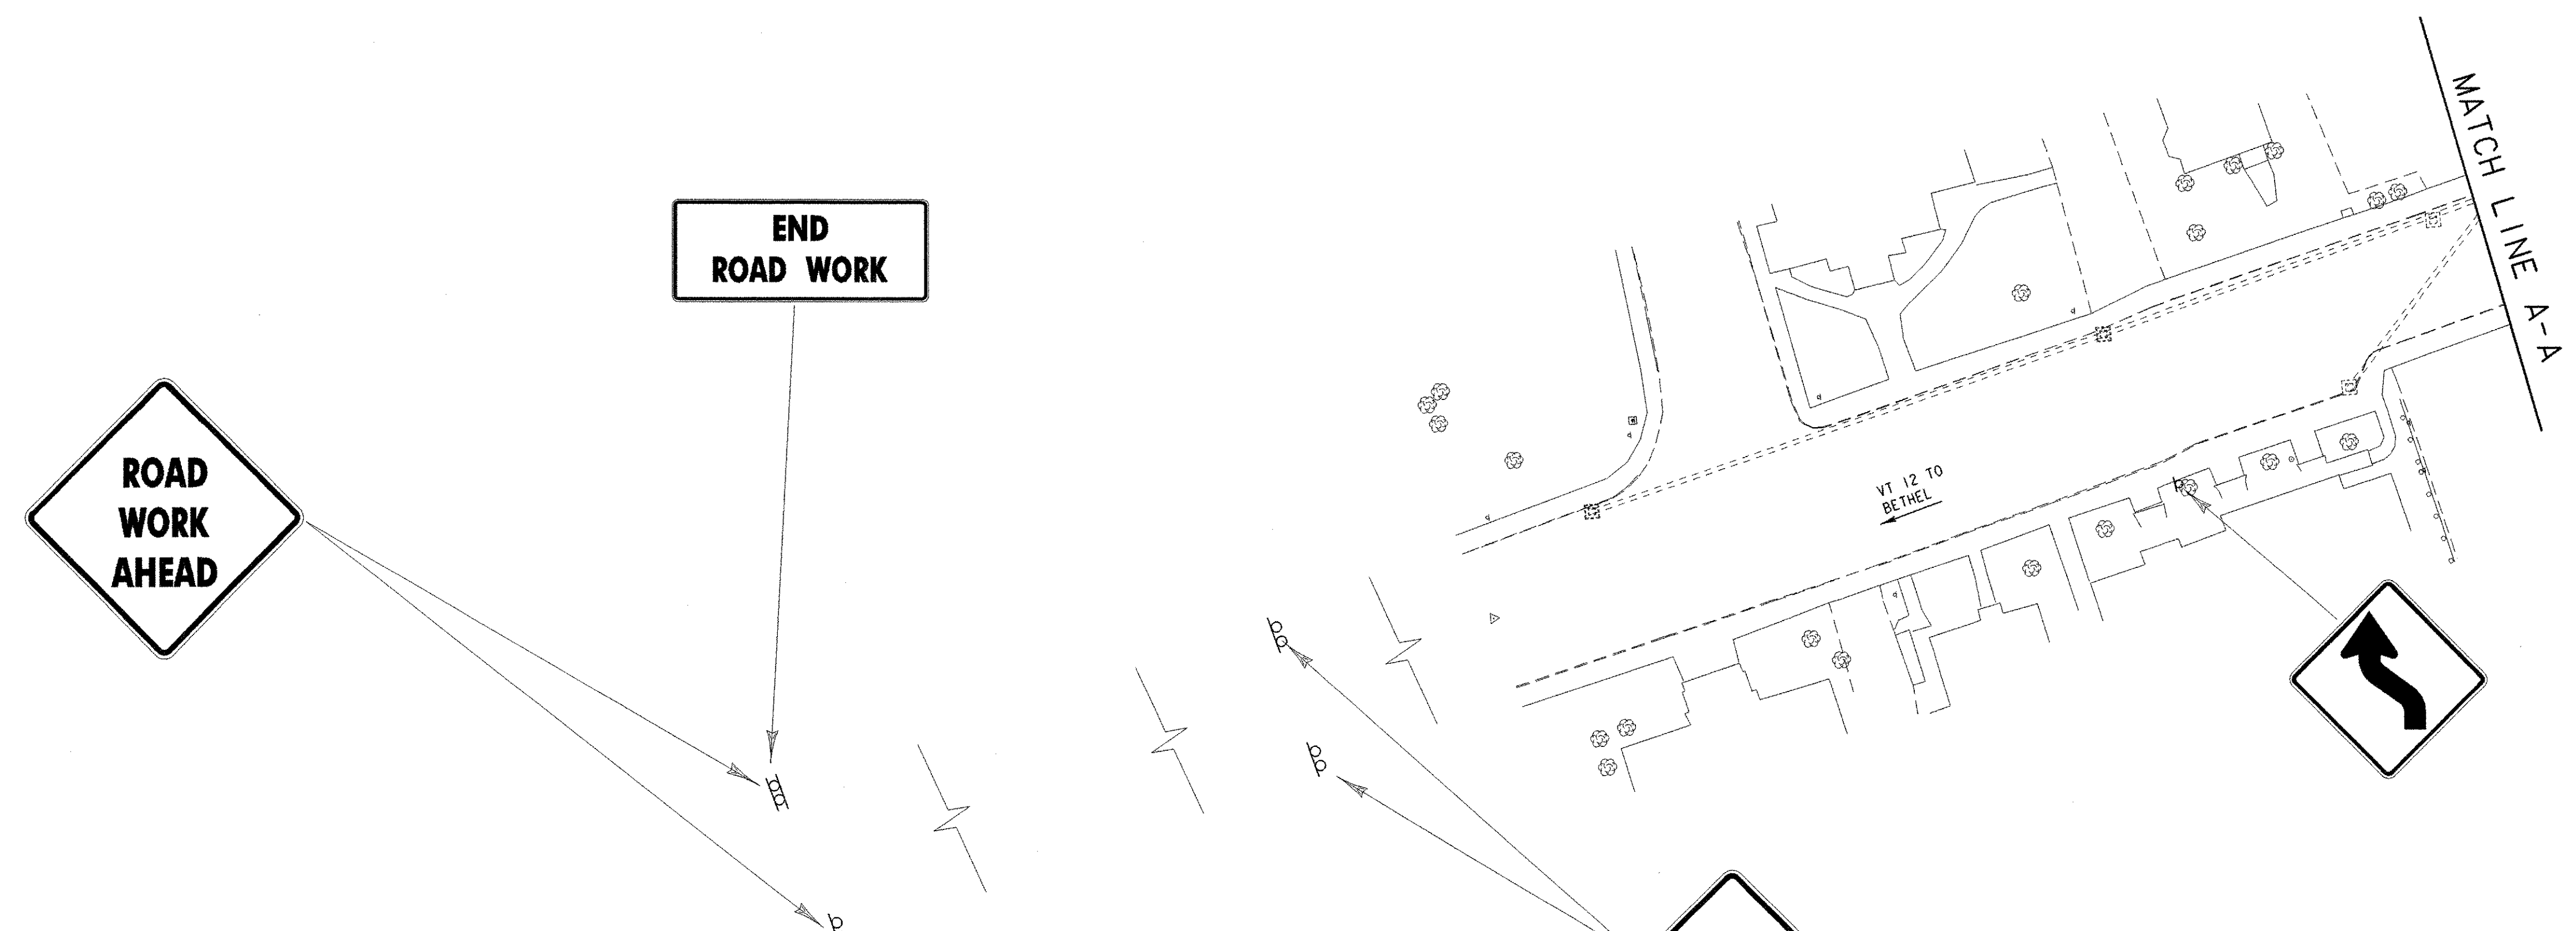 END
ROAD WORK
ROAD
WORK
AHEAD
VT 12 TO
BETHEL
MATCH LINE A-A